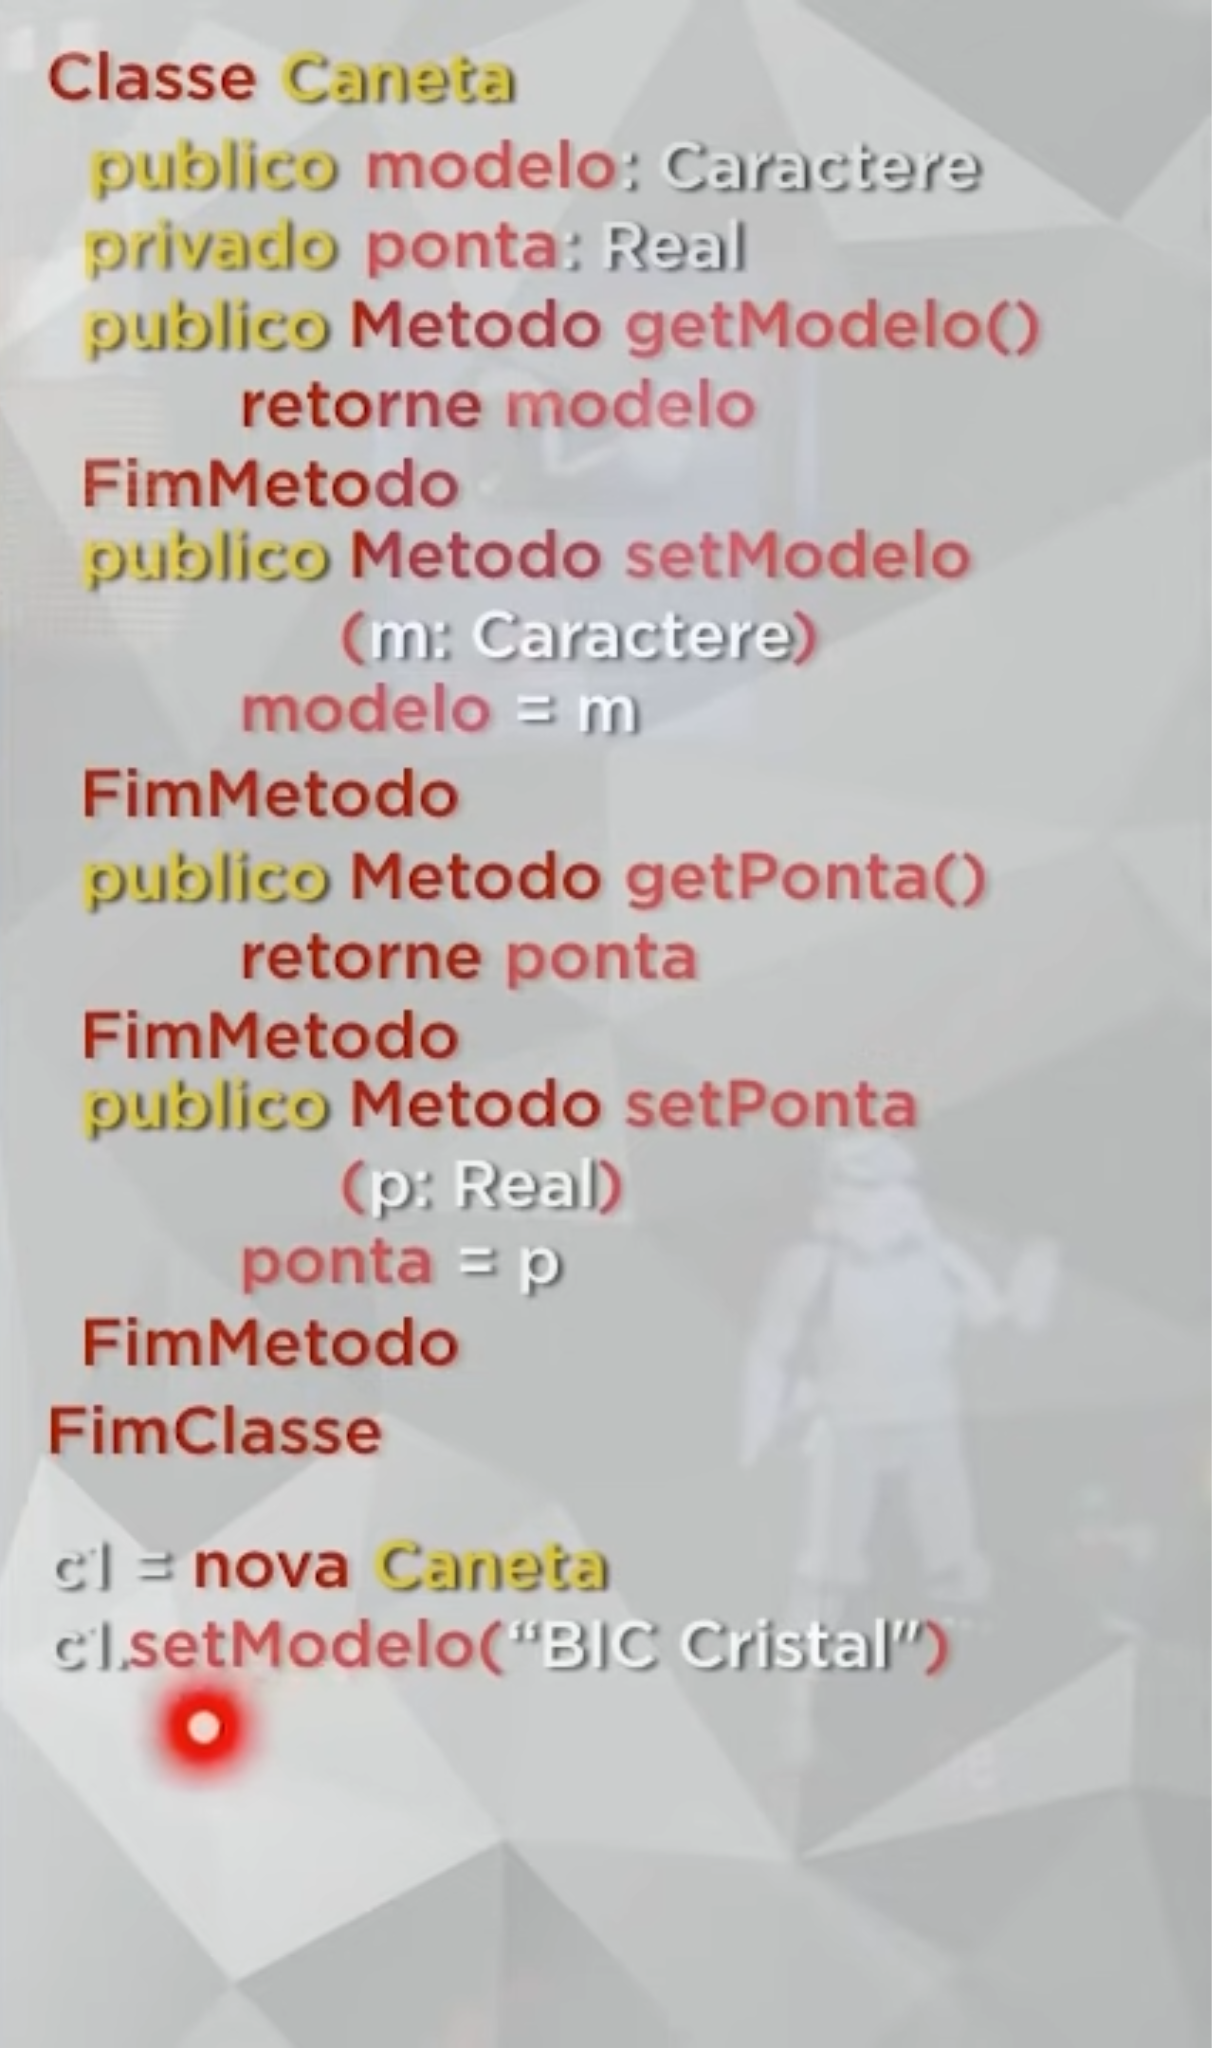 Classe Caneta
publico modelo: Caractere
privado ponta: Real
publico Metodo getModelo()
retorne modelo
FimMetodo
publico Metodo setModelo
(m: Caractere)
modelo = m
FimMetodo
publico Metodo getPonta()
retorne ponta
FimMetodo
publico Metodo setPonta
(p: Real)
ponta = p
FimMetodo
FimClasse
c1 = nova Caneta
c1.setModelo(“BIC Cristal")